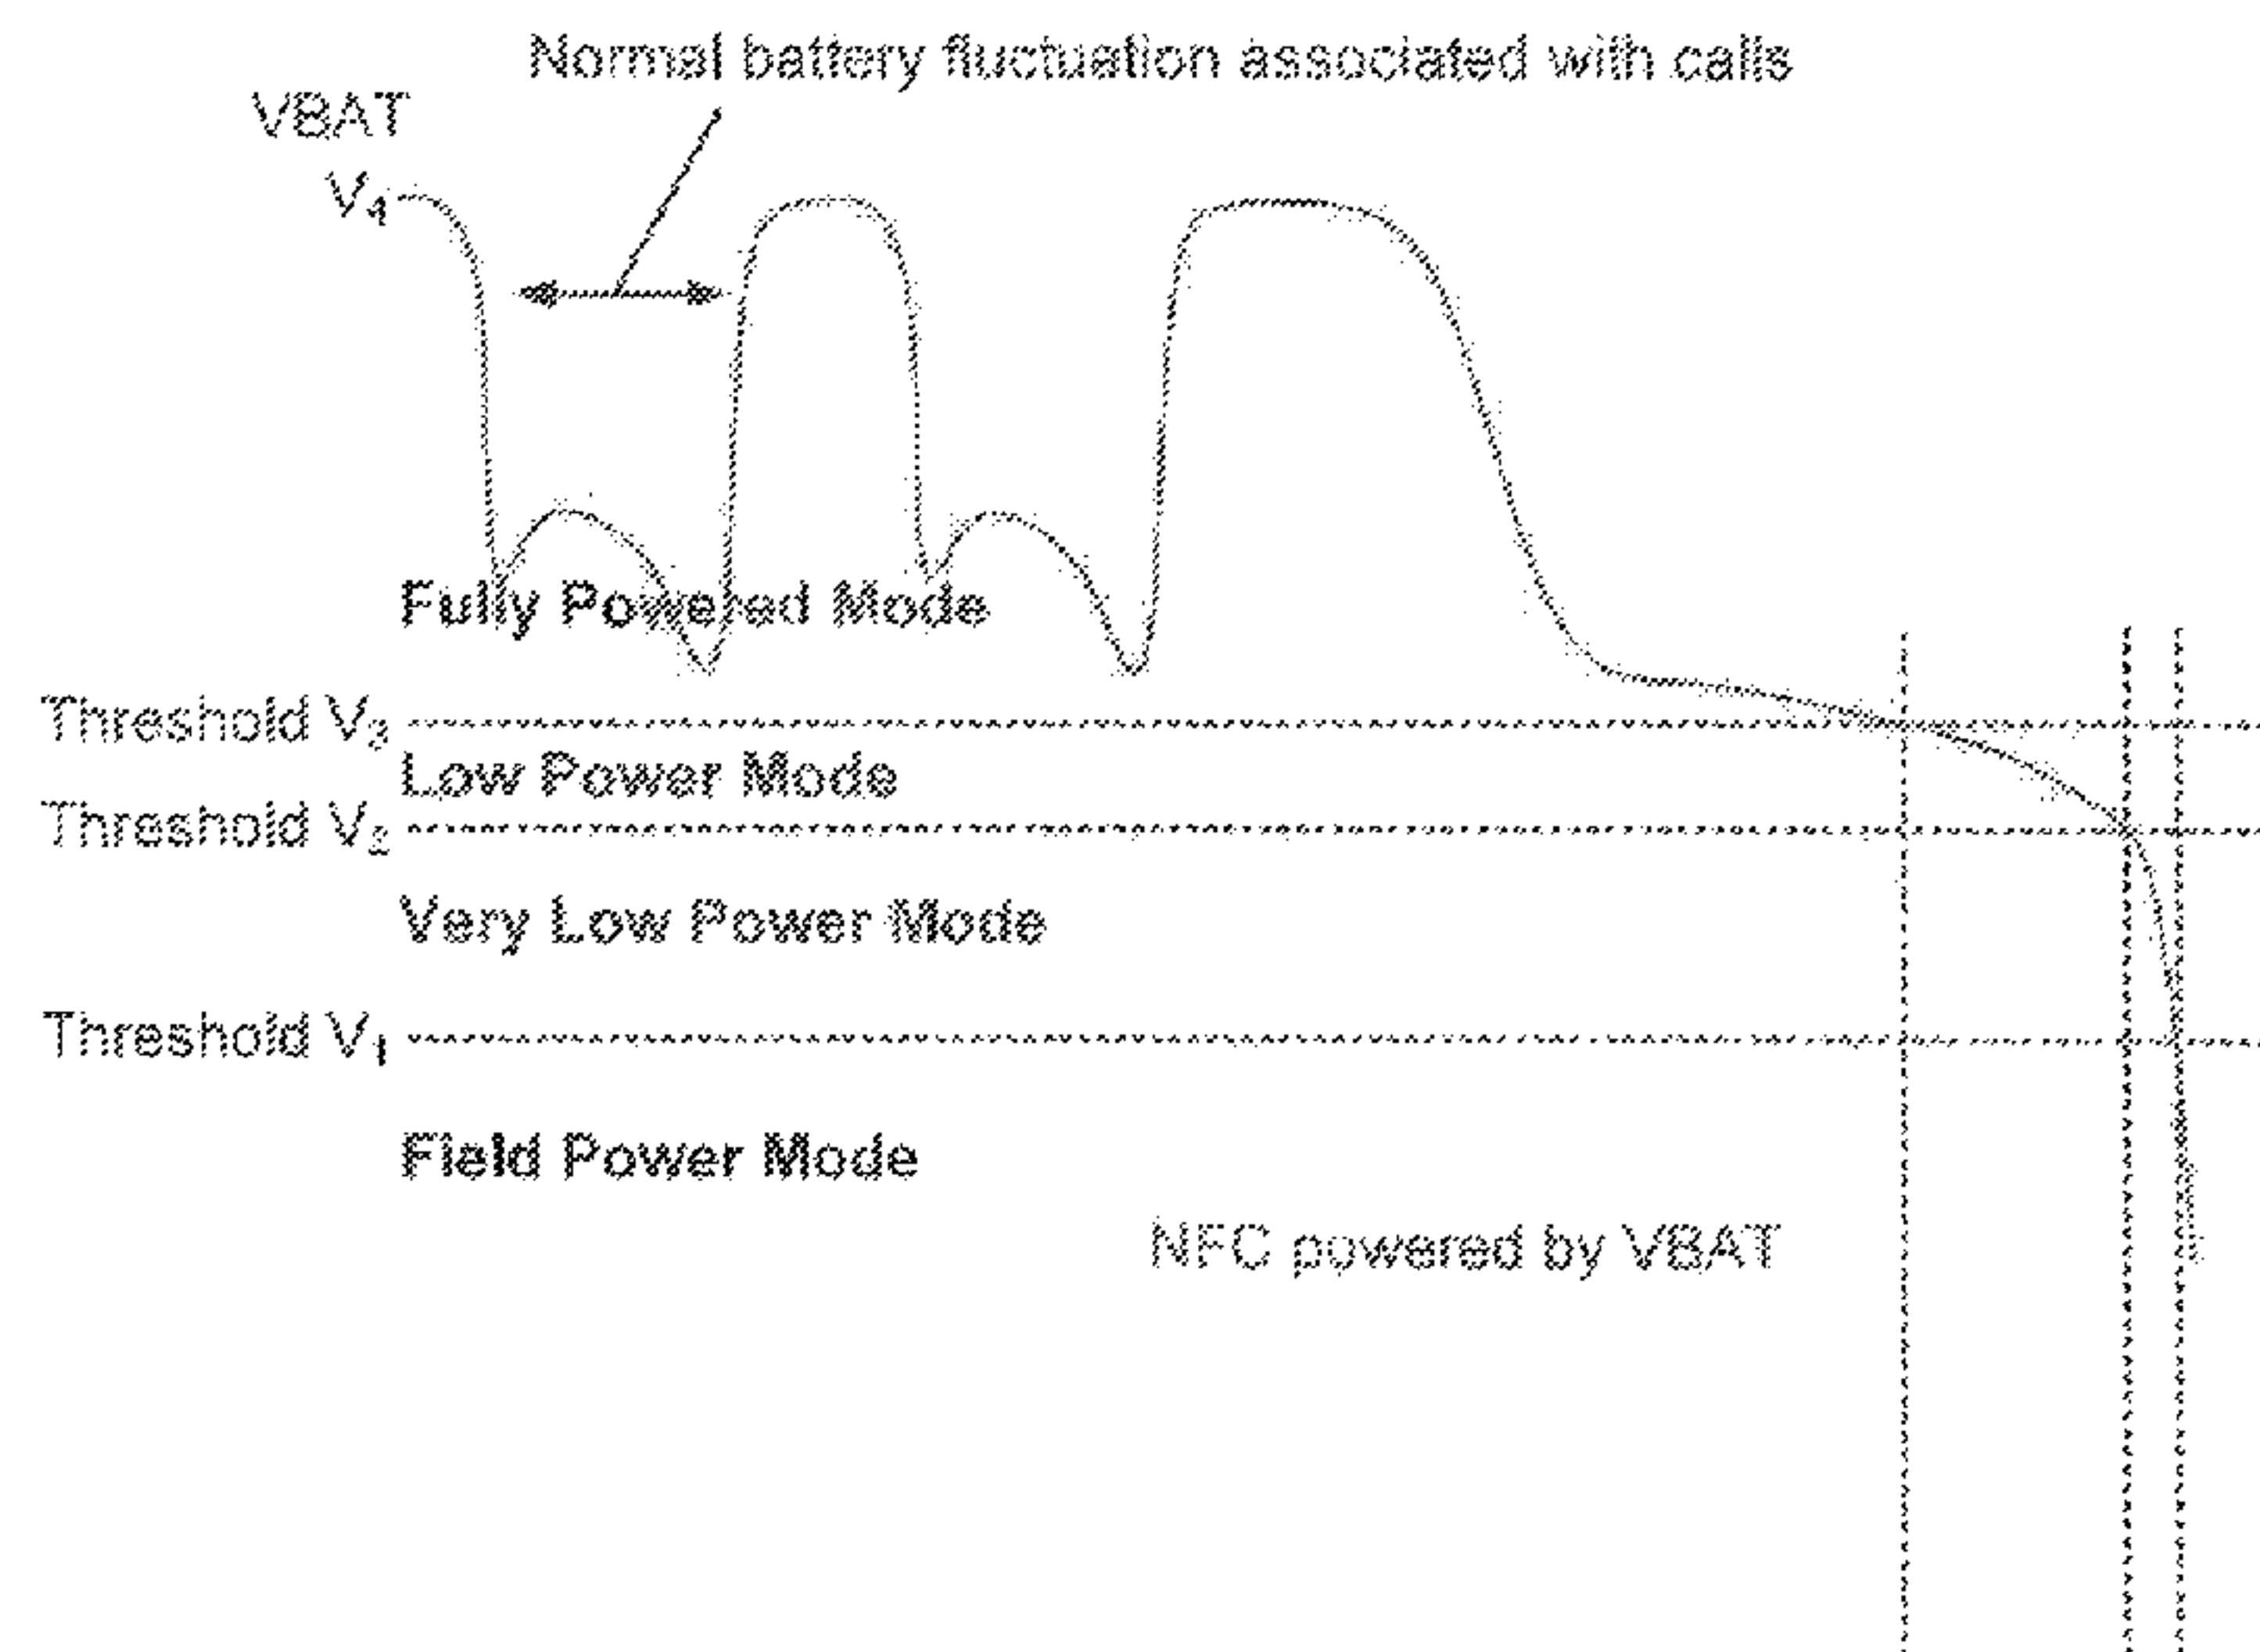 Normal battery fluctuation associated with calls
VBAT
V4
Fully Powered Mode
Threshold V3
Low Power Mode
Threshold V2
Very Low Power Mode
Threshold V1
Field Power Mode
NFC powered by VBAT